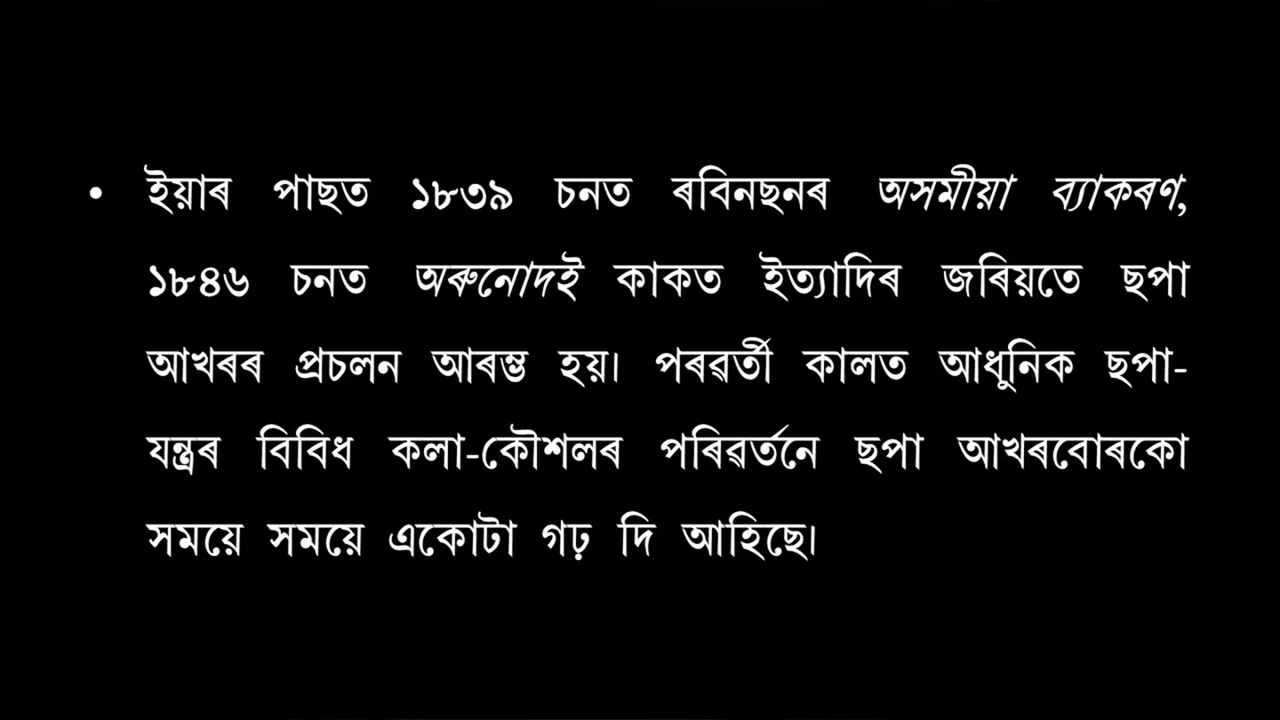 • ইয়াৰ পাছত ১৮৩৯ চনত ৰবিনছনৰ অসমীয়া ব্যাকৰণ,
১৮৪৬ চনত অৰুনোদই কাকত ইত্যাদিৰ জৰিয়তে ছপা
আখৰৰ প্ৰচলন আৰম্ভ হয়। পৰৱৰ্তী কালত আধুনিক ছপা-
যন্ত্ৰৰ বিবিধ কলা-কৌশলৰ পৰিৱৰ্তনে ছপা আখৰবোৰকো
সময়ে সময়ে একোটা গঢ় দি আহিছে।